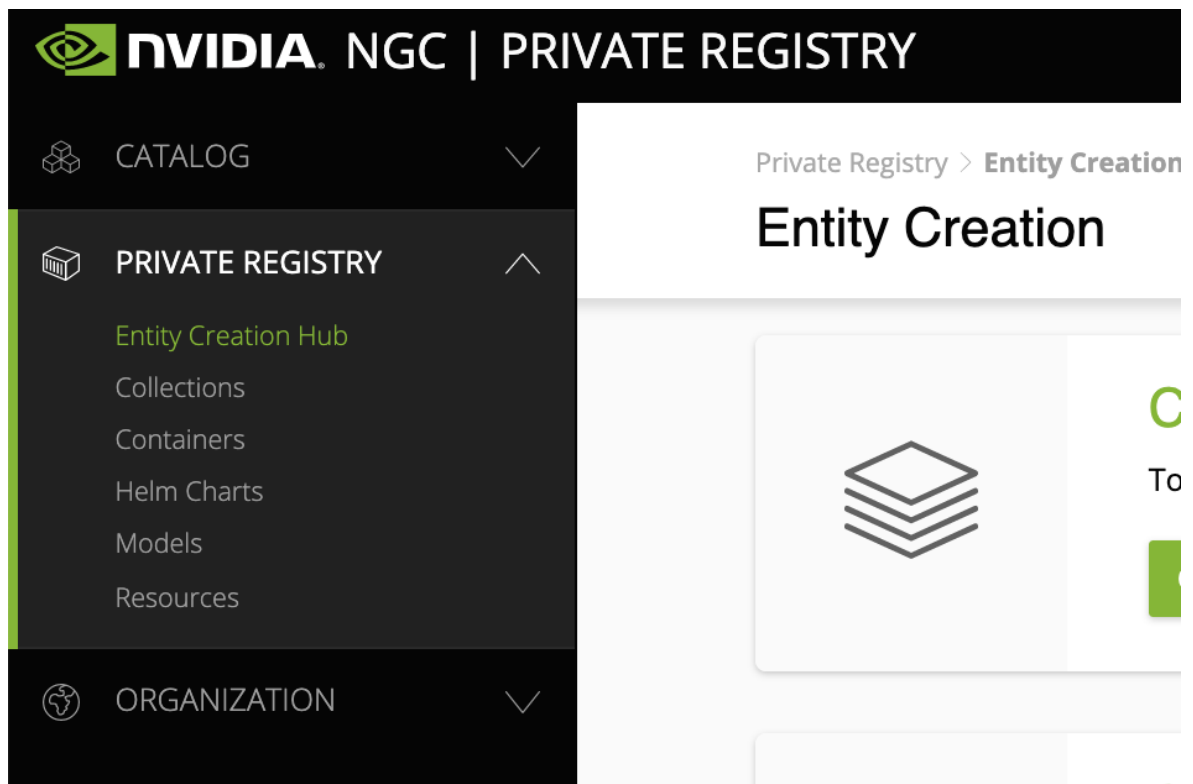 NVIDIA. NGC | PRIVATE REGISTRY
CATALOG
PRIVATE REGISTRY
Entity Creation Hub
Collections
Containers
Helm Charts
Models
Resources
ORGANIZATION
Private Registry > Entity Creation
Entity Creation
C
To